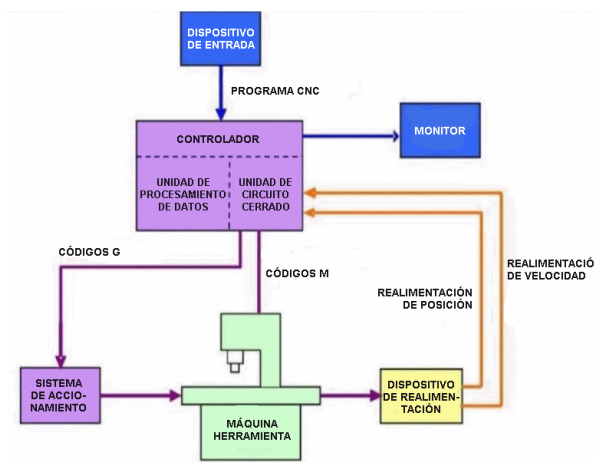 DISPOSITIVO
DE ENTRADA
PROGRAMA CNC
CONTROLADOR
MONITOR
UNIDAD DE
PROCESAMIENTO
DE DATOS
UNIDAD DE
CIRCUITO
CERRADO
CÓDIGOS G
CÓDIGOS M
REALIMENTACIÓ
DE VELOCIDAD
REALIMENTACIÓN
DE POSICIÓN
SISTEMA
DE ACCIO-
NAMIENTO
MÁQUINA
HERRAMIENTA
DISPOSITIVO
DE REALIMEN-
TACIÓN